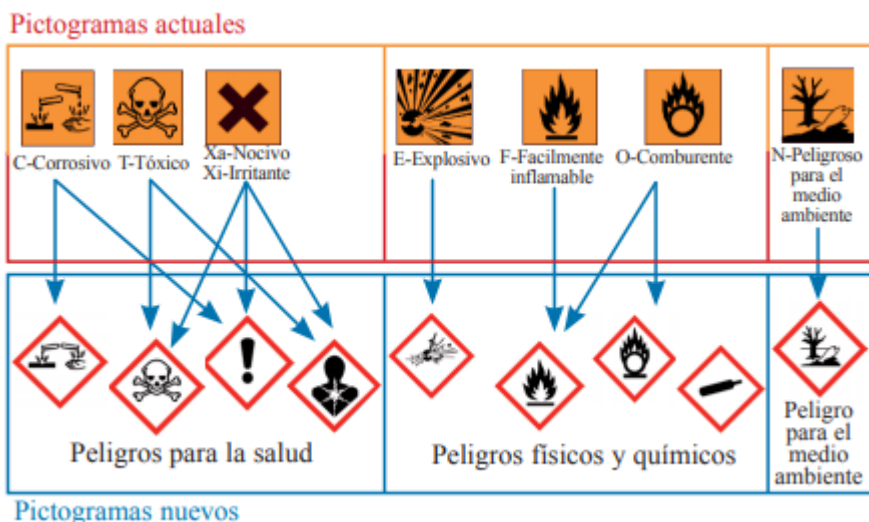 Pictogramas actuales
C-Corrosivo
T-Tóxico
Xa-Nocivo
Xi-Irritante
E-Explosivo
F-Facilmente
inflamable
O-Comburente
N-Peligroso
para el
medio
ambiente
Peligros para la salud
Peligros físicos y químicos
Peligro
para el
medio
ambiente
Pictogramas nuevos